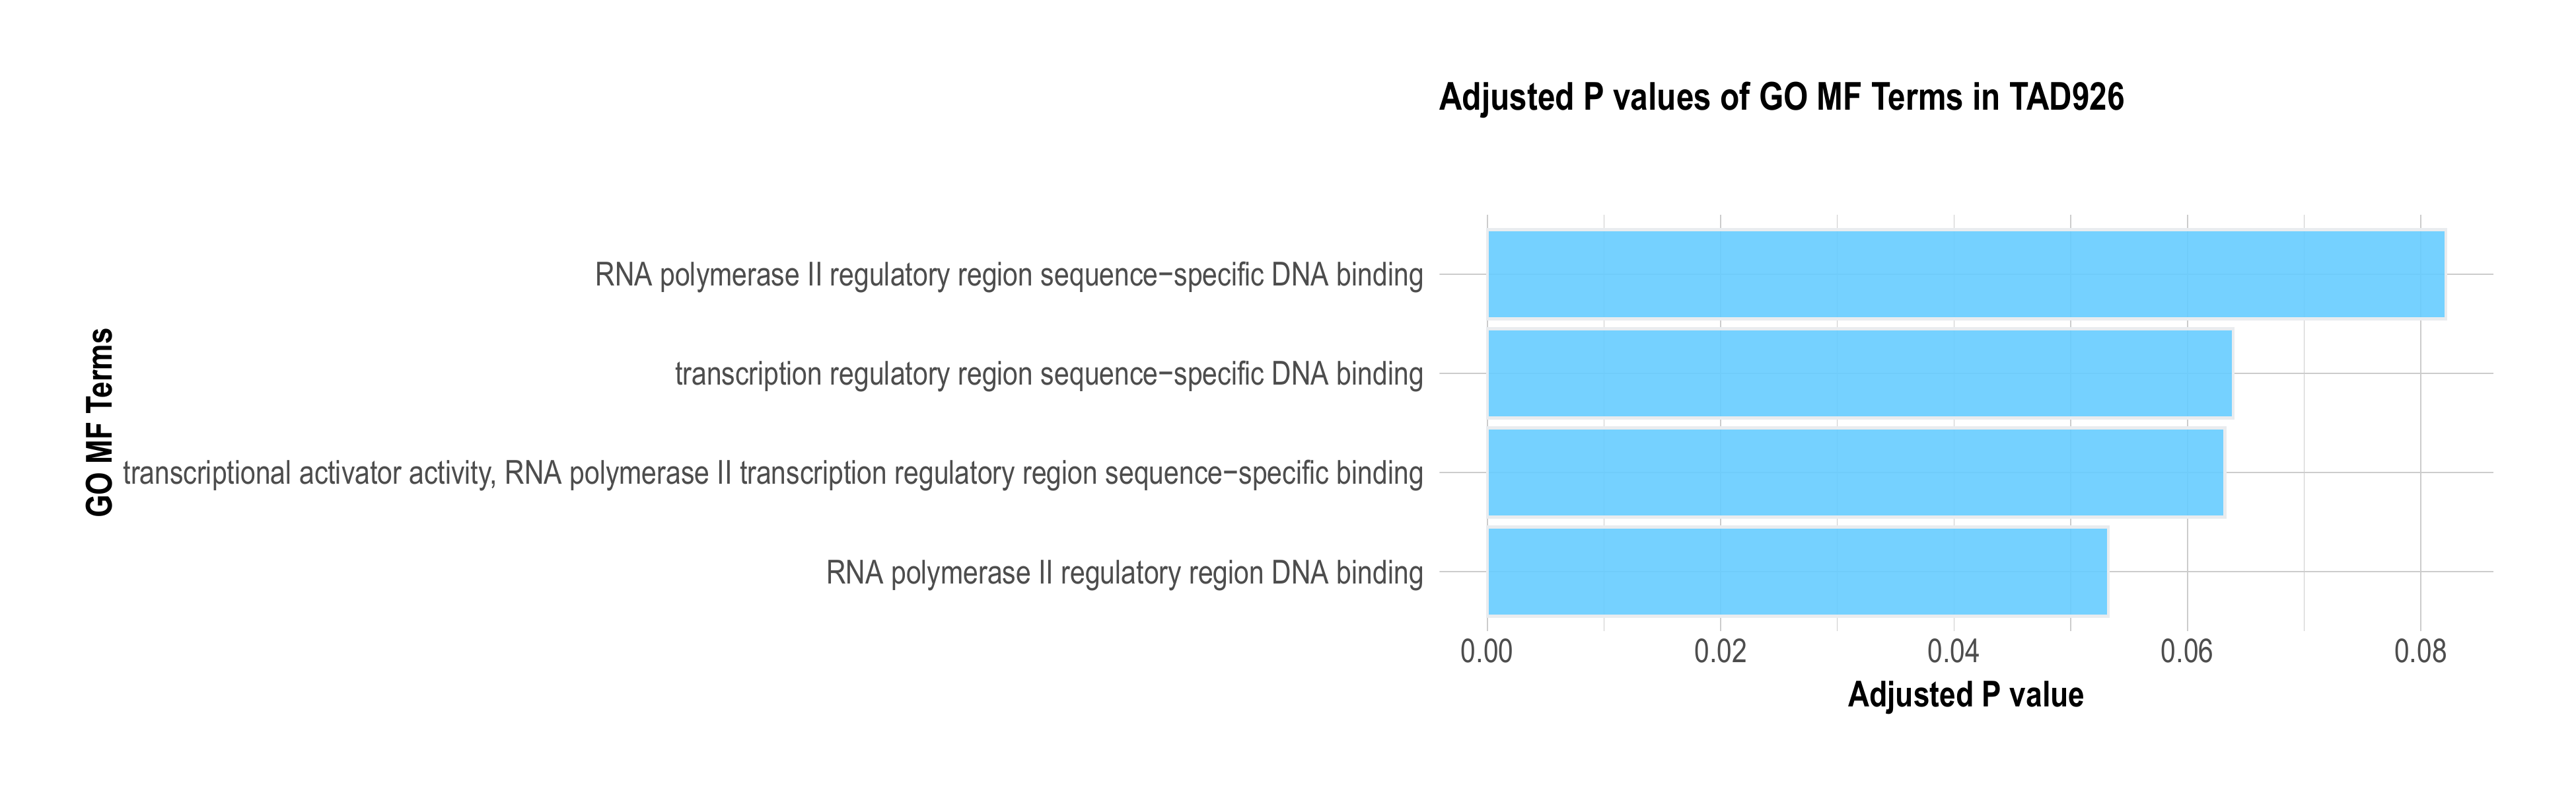 Adjusted P values of GO MF Terms in TAD926
GO MF Terms
RNA polymerase II regulatory region sequence−specific DNA binding
transcription regulatory region sequence−specific DNA binding
transcriptional activator activity, RNA polymerase II transcription regulatory region sequence−specific binding
RNA polymerase II regulatory region DNA binding
0.00 0.02 0.04 0.06 0.08
Adjusted P value